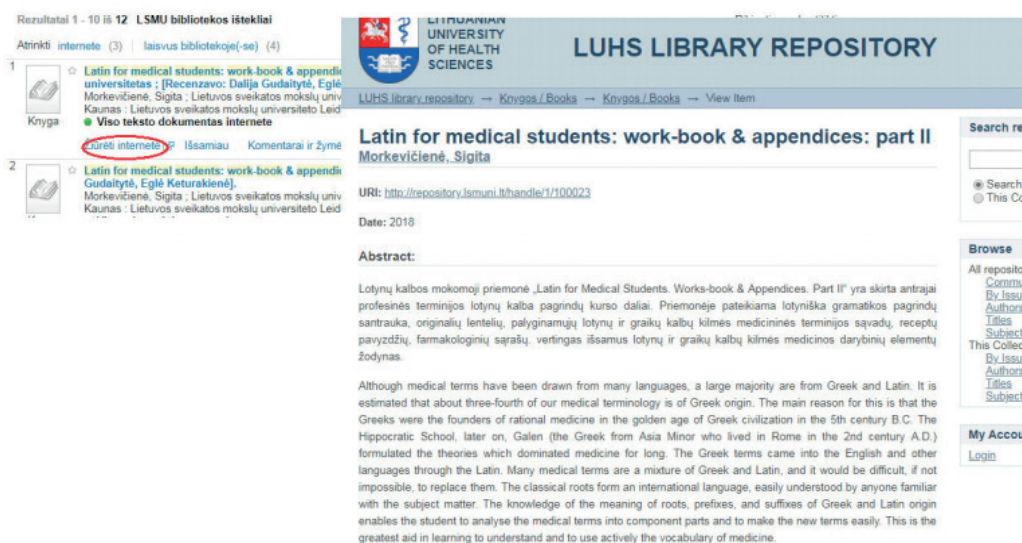 Rezultatai 1 - 10 iš 12 LSMU bibliotekos ištekliai
Atrinkti internete (3) | laisvus bibliotekoje(-se) (4)
1
Latin for medical students: work-book & appendic
universitetas ; [Recenzavo: Dalija Gudaitytė, Eglė
Morkevičienė, Sigita ; Lietuvos sveikatos mokslų univ
Kaunas : Lietuvos sveikatos mokslų universiteto Leid
Knyga
Viso teksto dokumentas internete
Žiūrėti internete Išsamiau Komentarai ir žymė
2
Latin for medical students: work-book & appendic
Gudaitytė, Eglė Keturakienė].
Morkevičienė, Sigita ; Lietuvos sveikatos mokslų univ
Kaunas : Lietuvos sveikatos mokslų universiteto Leid
LITHUANIAN
UNIVERSITY
OF HEALTH
SCIENCES
LUHS LIBRARY REPOSITORY
LUHS library repository → Knygos / Books → Knygos / Books → View Item
Latin for medical students: work-book & appendices: part II
Morkevičienė, Sigita
URI: http://repository.lsmuni.lt/handle/1/100023
Date: 2018
Abstract:
Lotynų kalbos mokomoji priemonė „Latin for Medical Students. Works-book & Appendices. Part II" yra skirta antrajai
profesinės terminijos lotynų kalba pagrindų kurso daliai. Priemonėje pateikiama lotyniška gramatikos pagrindų
santrauka, originalių lentelių, palyginamųjų lotynų ir graikų kalbų kilmės medicininės terminijos sąvadų, receptų
pavyzdžių, farmakologinių sąrašų. vertingas išsamus lotynų ir graikų kalbų kilmės medicinos darybinių elementų
žodynas.
Although medical terms have been drawn from many languages, a large majority are from Greek and Latin. It is
estimated that about three-fourth of our medical terminology is of Greek origin. The main reason for this is that the
Greeks were the founders of rational medicine in the golden age of Greek civilization in the 5th century B.C. The
Hippocratic School, later on, Galen (the Greek from Asia Minor who lived in Rome in the 2nd century A.D.)
formulated the theories which dominated medicine for long. The Greek terms came into the English and other
languages through the Latin. Many medical terms are a mixture of Greek and Latin, and it would be difficult, if not
impossible, to replace them. The classical roots form an international language, easily understood by anyone familiar
with the subject matter. The knowledge of the meaning of roots, prefixes, and suffixes of Greek and Latin origin
enables the student to analyse the medical terms into component parts and to make the new terms easily. This is the
greatest aid in learning to understand and to use actively the vocabulary of medicine.
Search re
Search
This Co
Browse
All reposito
Commu
By Issu
Authors
Titles
Subject
This Collec
By Issu
Authors
Titles
Subject
My Accou
Login